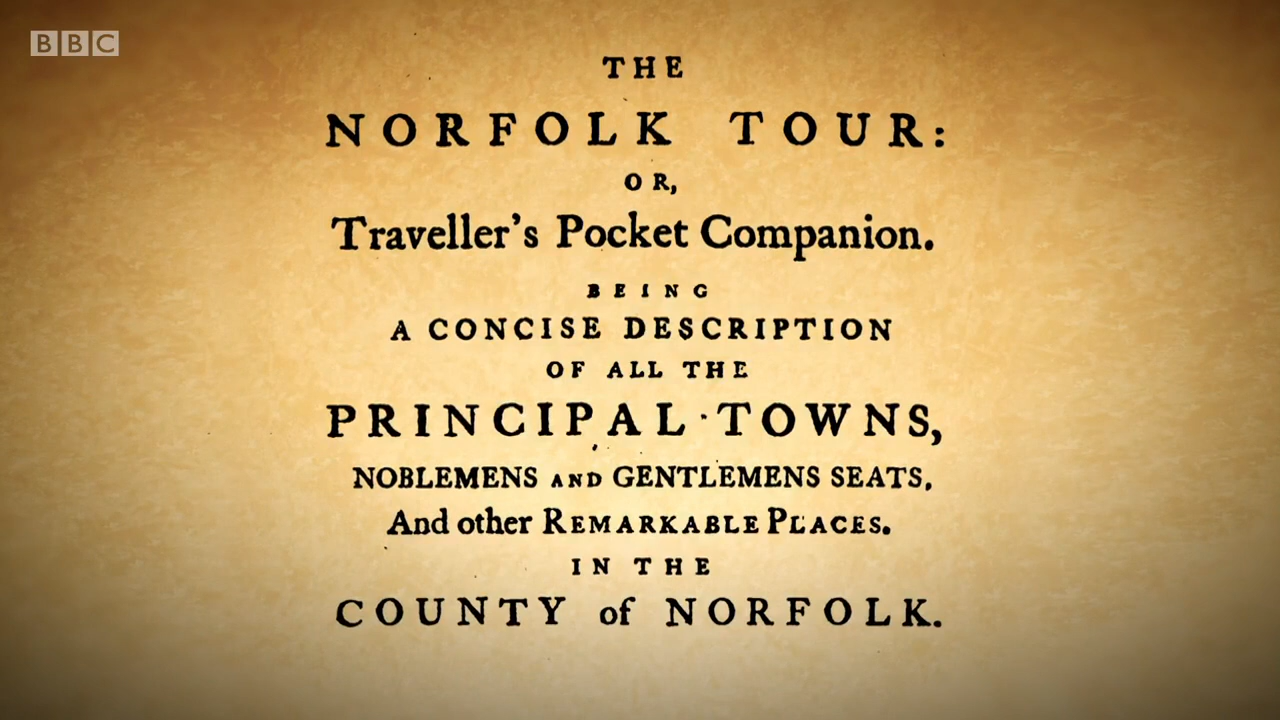 BBC
THE
NORFOLK TOUR:
OR,
Traveller's Pocket Companion.
BEING
A CONCISE DESCRIPTION
OF ALL THE
PRINCIPAL · TOWNS,
NOBLEMENS AND GENTLEMENS SEATS.
And other REMARKABLE PLACES.
IN THE
COUNTY of NORFOLK.